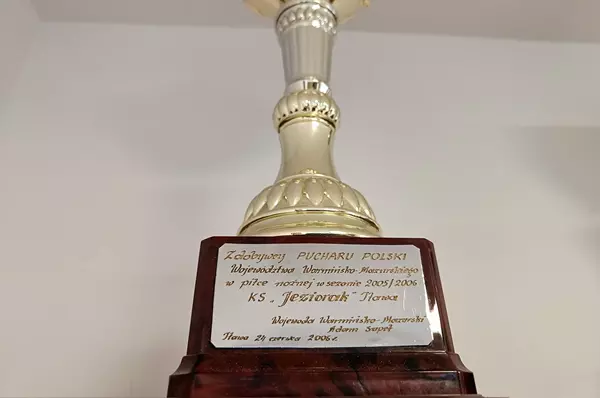 Zdobywcy PUCHARU POLSKI
Województwa Warmińsko-Mazurskiego
w piłce nożnej w sezonie 2005/2006
KS „Jeziorak" Iława
Wojewoda Warmińsko-Mazurski
Adam Supeł
Iława 24 czerwca 2006 r.